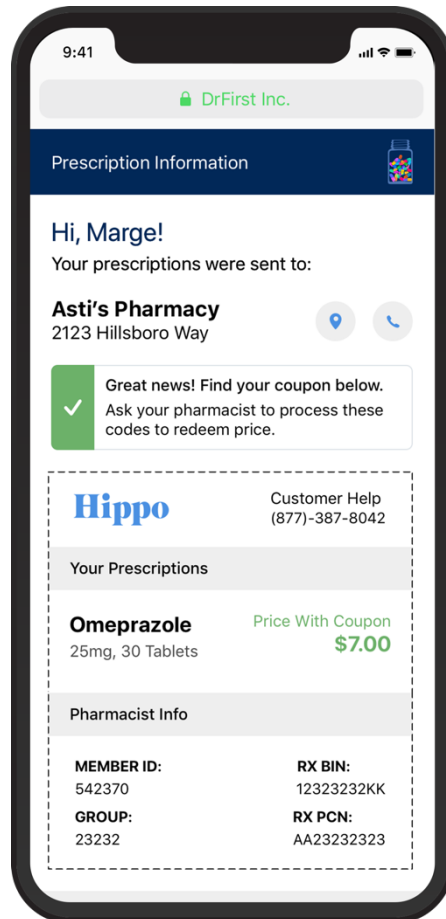 9:41
DrFirst Inc.
Prescription Information
Hi, Marge!
Your prescriptions were sent to:
Asti's Pharmacy
2123 Hillsboro Way
Great news! Find your coupon below.
Ask your pharmacist to process these
codes to redeem price.
Hippo
Customer Help
(877)-387-8042
Your Prescriptions
Omeprazole
25mg, 30 Tablets
Price With Coupon
$7.00
Pharmacist Info
MEMBER ID:
542370
RX BIN:
12323232KK
GROUP:
23232
RX PCN:
AA23232323